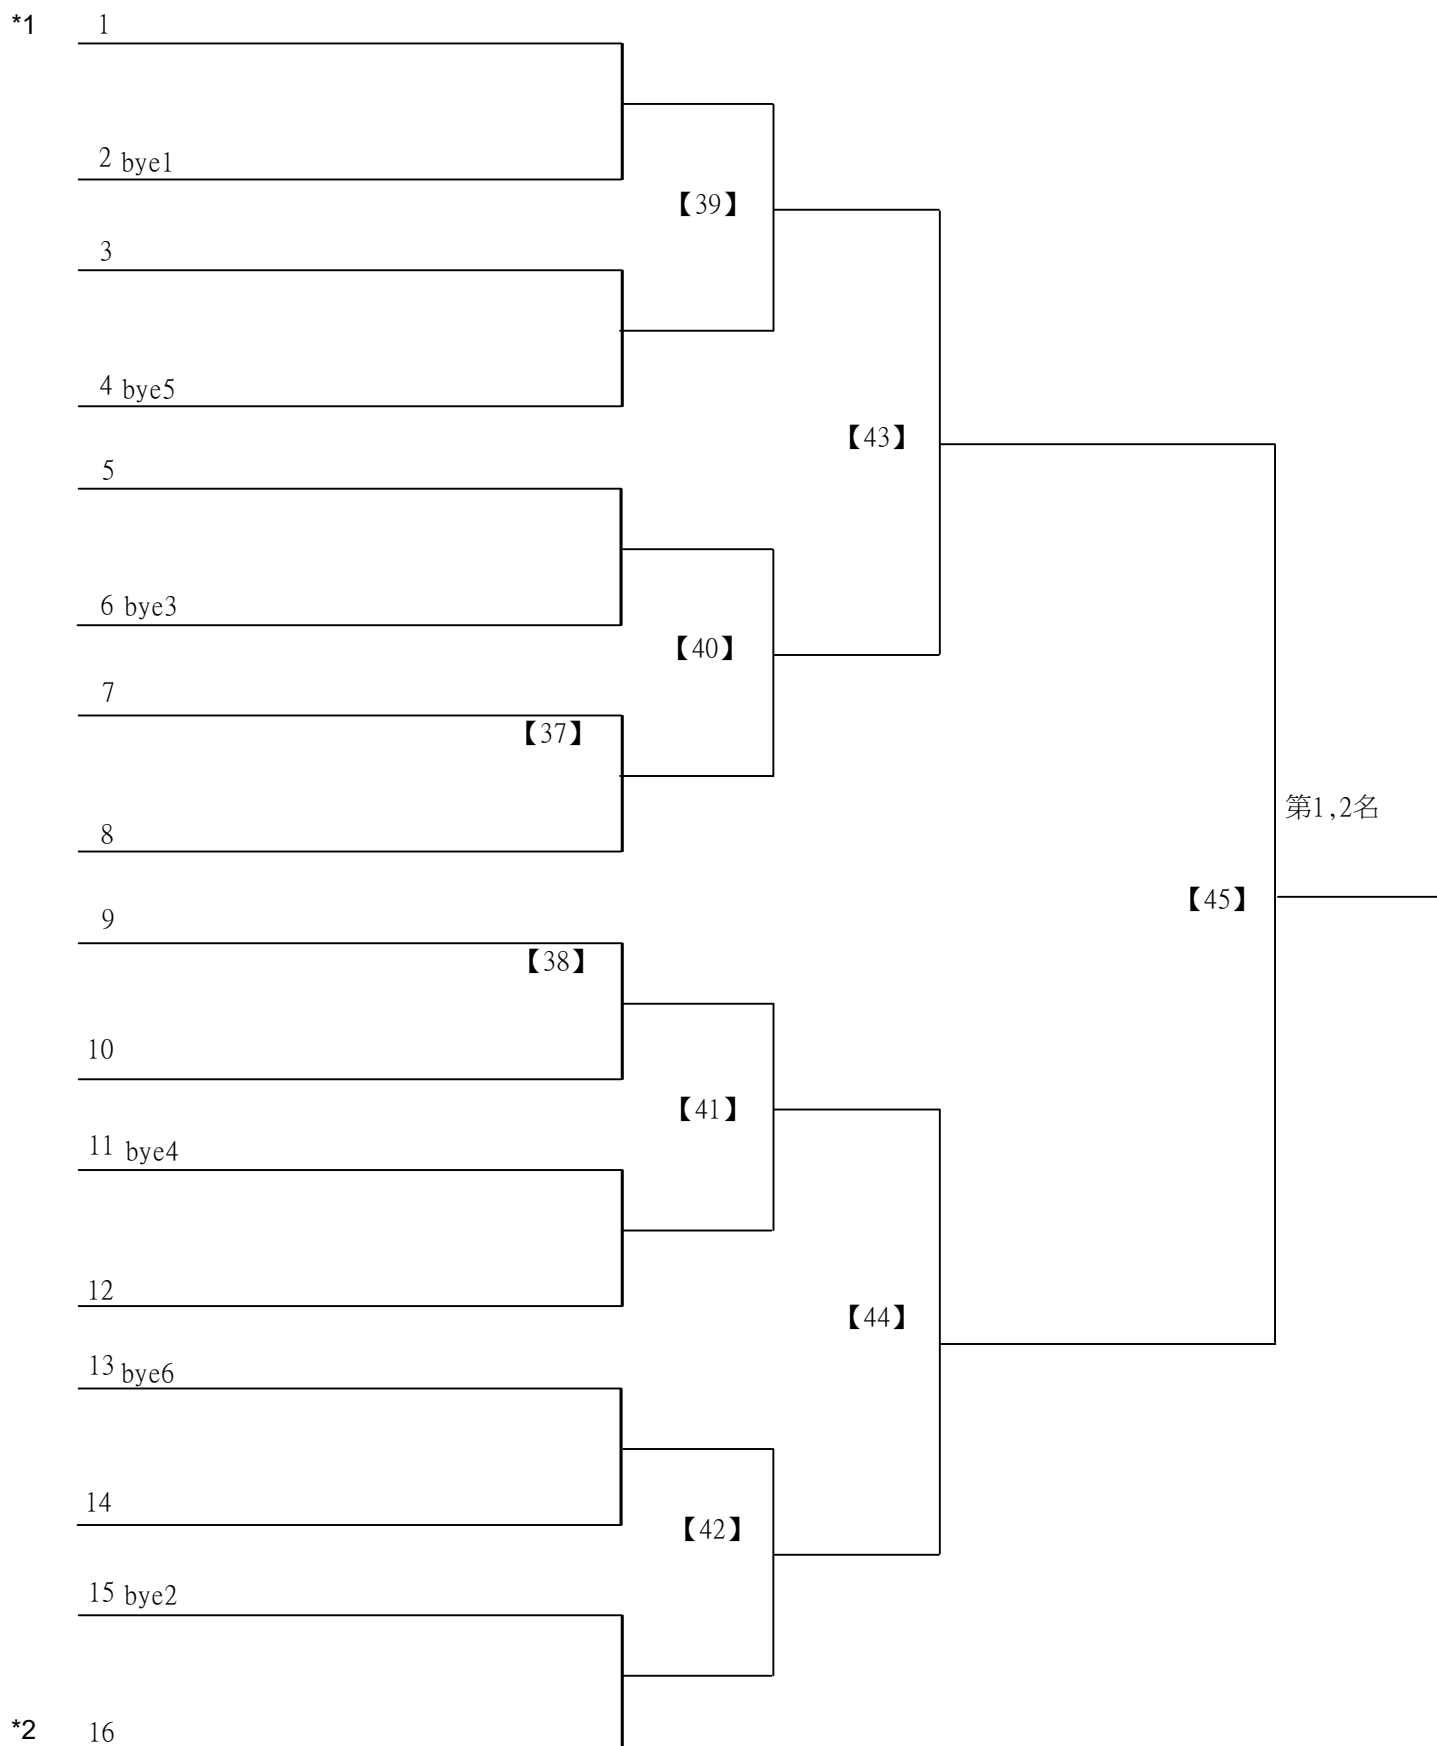 *1 1
2 bye1
【39】
3
4 bye5
【43】
5
6 bye3
【40】
7
【37】
8
第1,2名
【45】
9
【38】
10
【41】
11 bye4
12
【44】
13 bye6
14
【42】
15 bye2
*2 16